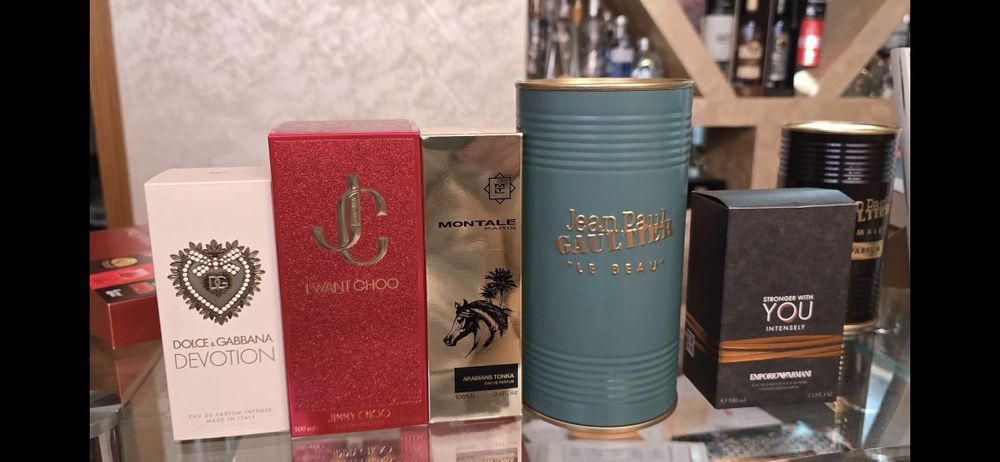 DG
DOLCE & GABBANA
DEVOTION
EAU DE PARFUM INTENSE
MADE IN ITALY
JC
I WANT CHOO
JIMMY CHOO
100 ml
MONTALE
PARIS
ARABIANS TONKA
EAU DE PARFUM
100ML
Jean Paul
GAULTIER
"LE BEAU"
STRONGER WITH
YOU
INTENSELY
EMPORIO ARMANI
100 ml
Jean Paul